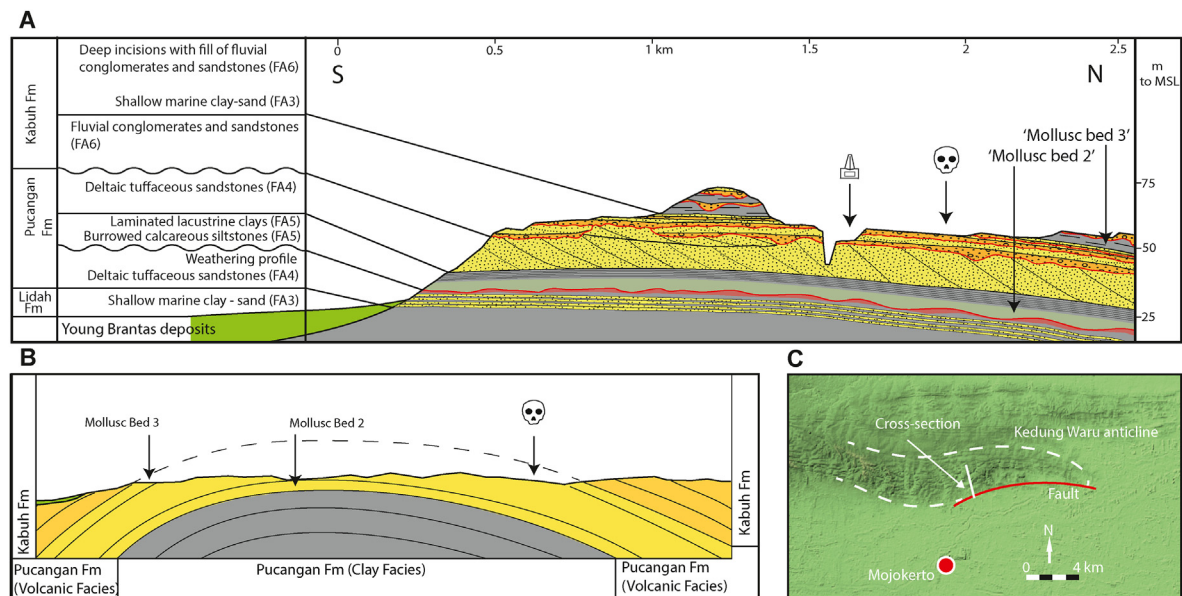 A
Kabuh Fm
Pucangan Fm
Lidah Fm
Deep incisions with fill of fluvial
conglomerates and sandstones (FA6)
Shallow marine clay-sand (FA3)
Fluvial conglomerates and sandstones
(FA6)
Deltaic tuffaceous sandstones (FA4)
Laminated lacustrine clays (FA5)
Burrowed calcareous siltstones (FA5)
Weathering profile
Deltaic tuffaceous sandstones (FA4)
Shallow marine clay - sand (FA3)
Young Brantas deposits
0
0.5
1 km
1.5
2
2.5
S
N
m
to MSL
'Mollusc bed 3'
'Mollusc bed 2'
75
50
25
B
Mollusc Bed 3
Mollusc Bed 2
Kabuh Fm
Kabuh Fm
Pucangan Fm
(Volcanic Facies)
Pucangan Fm (Clay Facies)
Pucangan Fm
(Volcanic Facies)
C
Cross-section
Kedung Waru anticline
Fault
N
Mojokerto
0
4 km